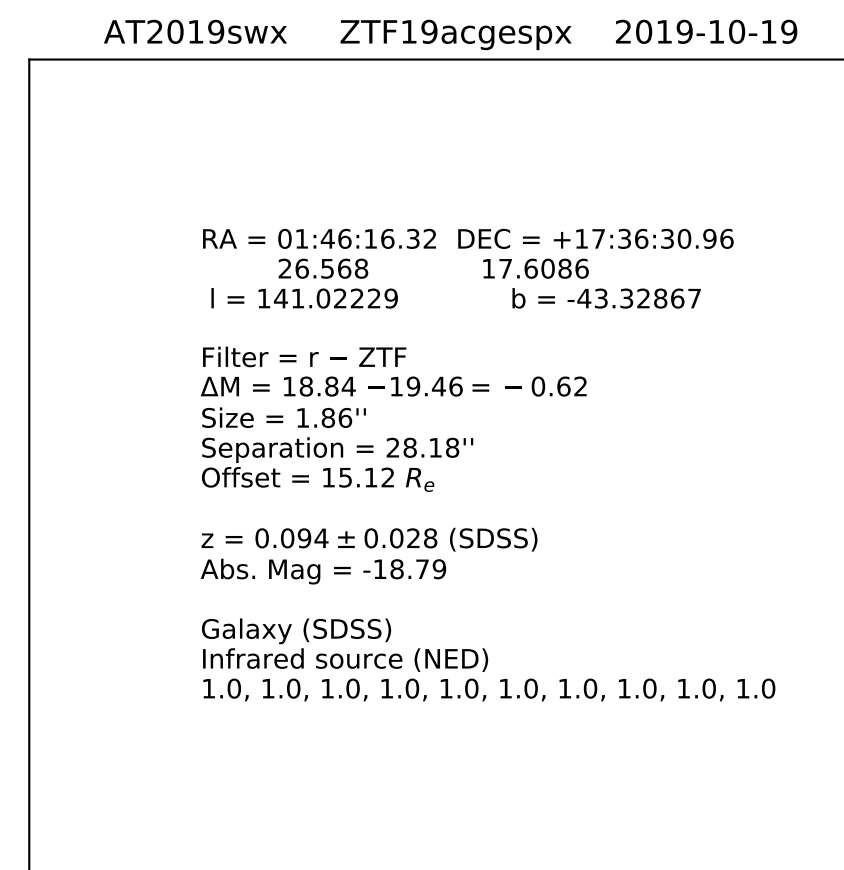 AT2019swx ZTF19acgespx 2019-10-19
RA = 01:46:16.32 DEC = +17:36:30.96
26.568 17.6086
l = 141.02229 b = -43.32867
Filter = r − ZTF
ΔM = 18.84 −19.46 = − 0.62
Size = 1.86''
Separation = 28.18''
Offset = 15.12 Rₑ
z = 0.094 ± 0.028 (SDSS)
Abs. Mag = -18.79
Galaxy (SDSS)
Infrared source (NED)
1.0, 1.0, 1.0, 1.0, 1.0, 1.0, 1.0, 1.0, 1.0, 1.0